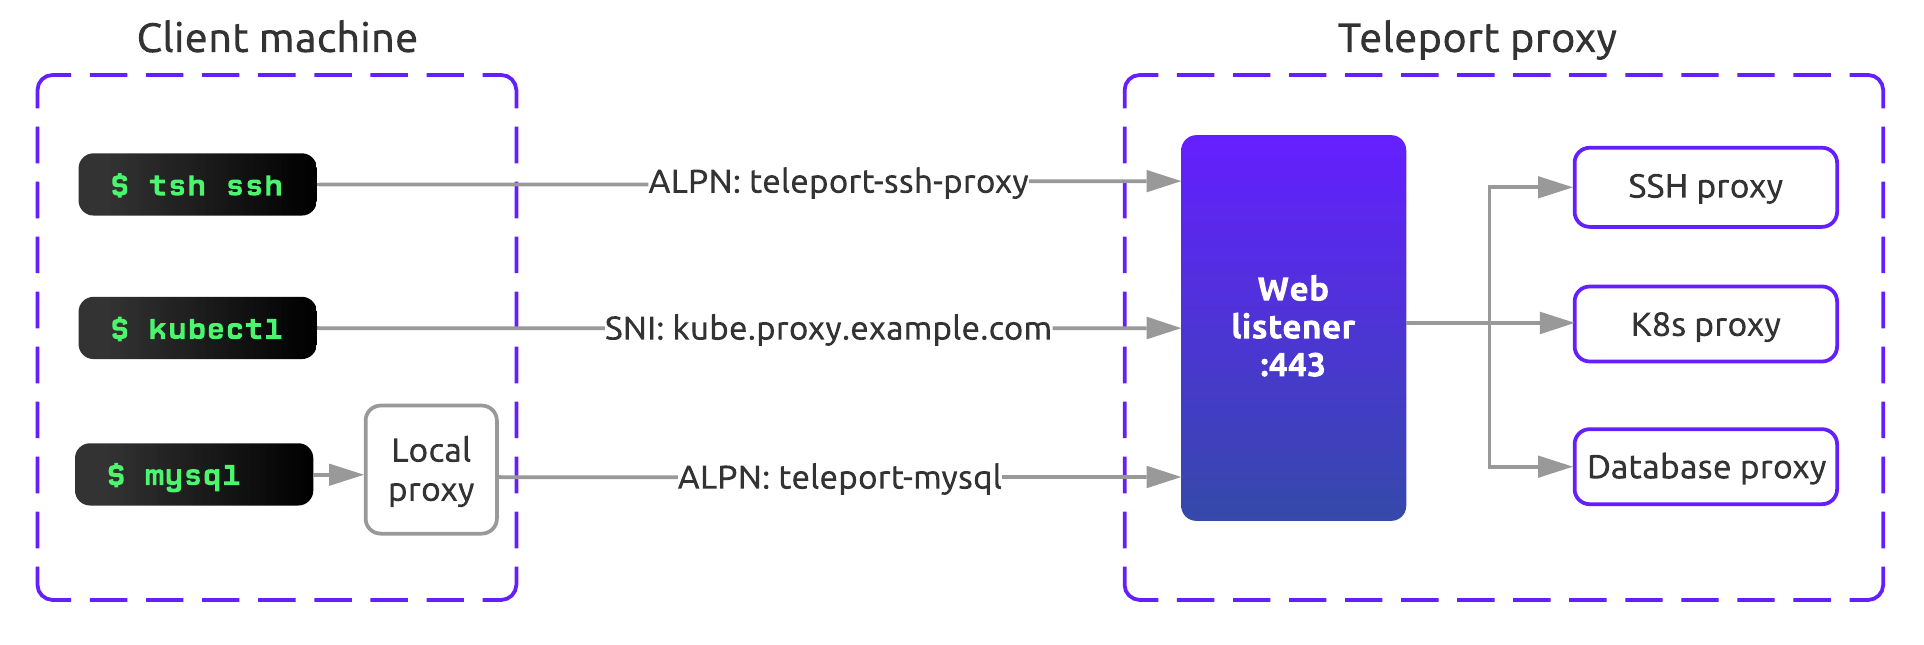 Client machine
Teleport proxy
$ tsh ssh
ALPN: teleport-ssh-proxy
SSH proxy
$ kubectl
SNI: kube.proxy.example.com
Web
listener
:443
K8s proxy
$ mysql
Local
proxy
ALPN: teleport-mysql
Database proxy